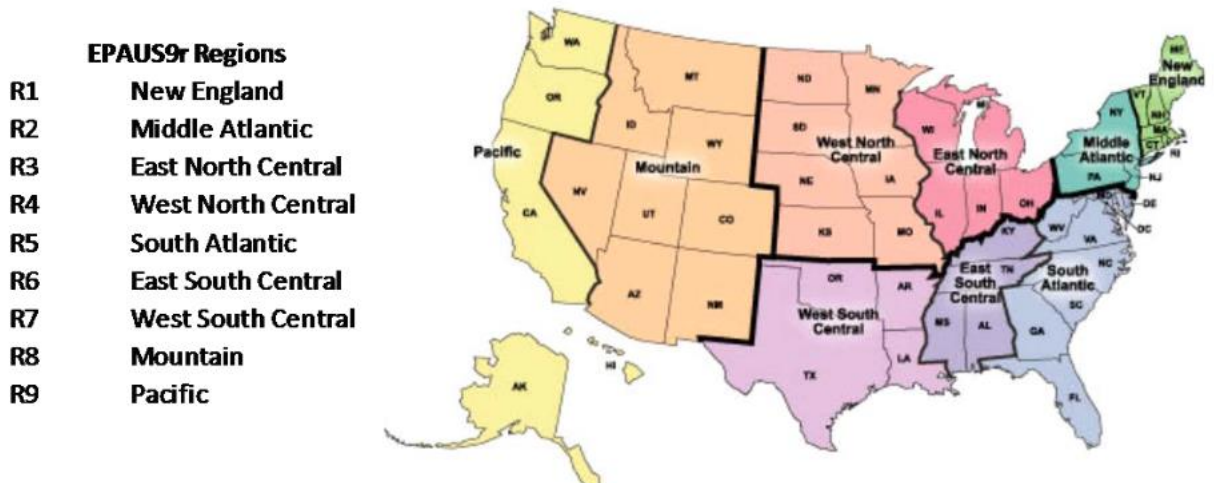 EPAUS9r Regions
R1 New England
R2 Middle Atlantic
R3 East North Central
R4 West North Central
R5 South Atlantic
R6 East South Central
R7 West South Central
R8 Mountain
R9 Pacific
WA
OR
CA
Pacific
MT
ID
WY
Mountain
NV
UT
CO
AZ
NM
ND
MN
SD
West North
Central
NE
IA
KS
MO
WI
MI
East North
Central
IL
IN
OH
NY
Middle
Atlantic
PA
NJ
New
England
VT
NH
MA
CT
RI
DE
DC
WV
VA
NC
South
Atlantic
SC
GA
FL
KY
TN
East
South
Central
MS
AL
AR
West South
Central
TX
LA
AK
HI